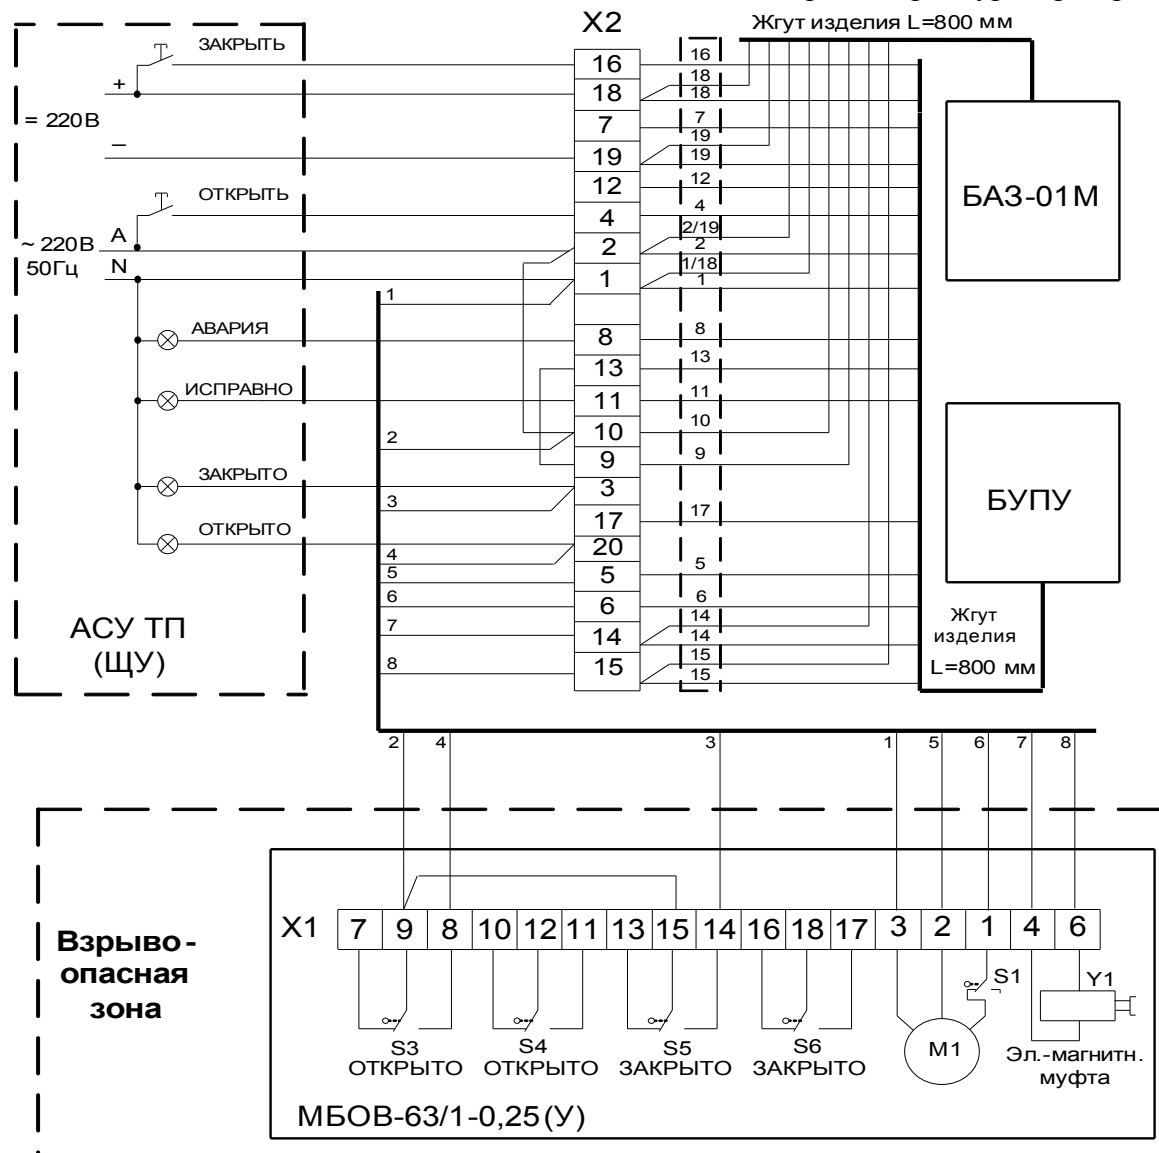 X2
Жгут изделия L=800 мм
ЗАКРЫТЬ
+
= 220В
–
ОТКРЫТЬ
~ 220В
A
50Гц
N
АВАРИЯ
ИСПРАВНО
ЗАКРЫТО
ОТКРЫТО
АСУ ТП
(ЩУ)
1
2
3
4
5
6
7
8
16
18
7
19
12
4
2
1
8
13
11
10
9
3
17
20
5
6
14
15
16
18
18
7
19
19
12
4
2/19
2
1/18
1
8
13
11
10
9
17
5
6
14
14
15
15
БАЗ-01М
БУПУ
Жгут
изделия
L=800 мм
2 4 3 1 5 6 7 8
Взрыво-
опасная
зона
X1 7 9 8 10 12 11 13 15 14 16 18 17 3 2 1 4 6
S1
Y1
S3
ОТКРЫТО
S4
ОТКРЫТО
S5
ЗАКРЫТО
S6
ЗАКРЫТО
M1
Эл.-магнитн.
муфта
МБОВ-63/1-0,25(У)